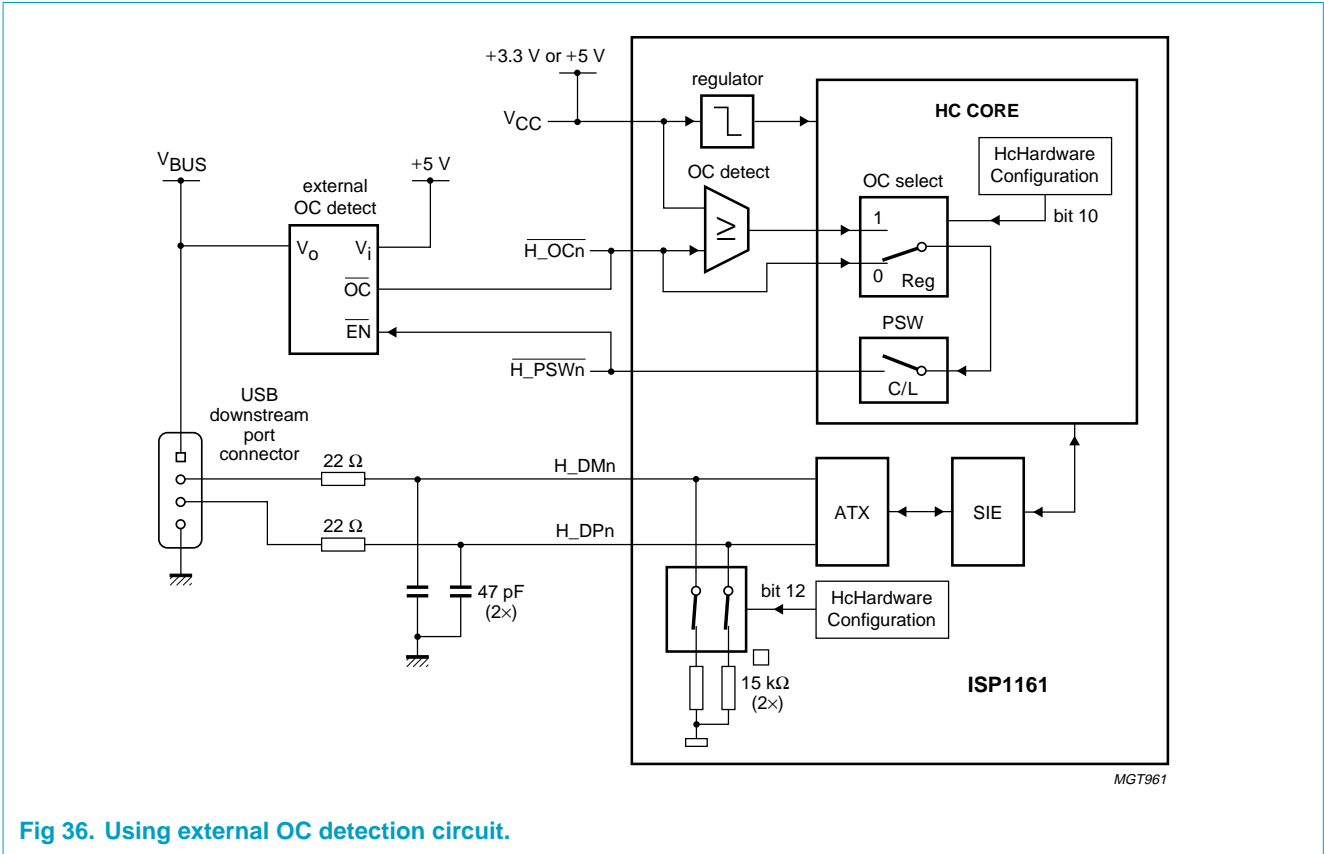 +3.3 V or +5 V
regulator
HC CORE
VCC
HcHardware
Configuration
VBUS
+5 V
OC detect
OC select
external
OC detect
bit 10
1
≥
Vo
Vi
H_OCn
0
Reg
OC
PSW
EN
H_PSWn
C/L
USB
downstream
port
connector
22 Ω
H_DMn
ATX
SIE
22 Ω
H_DPn
47 pF
(2×)
bit 12
HcHardware
Configuration
15 kΩ
(2×)
ISP1161
MGT961
Fig 36. Using external OC detection circuit.